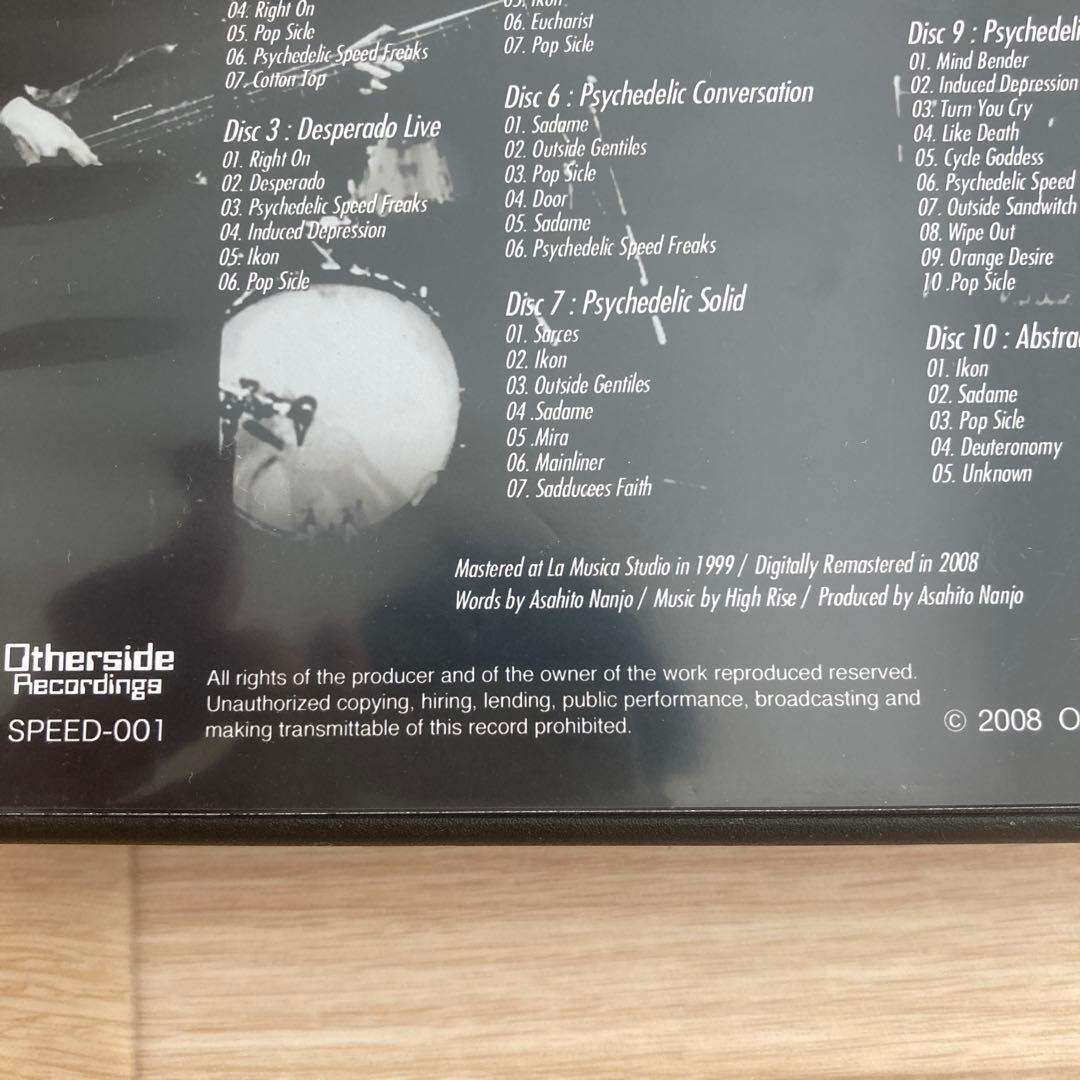 04. Right On
05. Pop Sicle
06. Psychedelic Speed Freaks
07. Cotton Top
Disc 3 : Desperado Live
01. Right On
02. Desperado
03. Psychedelic Speed Freaks
04. Induced Depression
05. Ikon
06. Pop Sicle
05. Ikon
06. Eucharist
07. Pop Sicle
Disc 6 : Psychedelic Conversation
01. Sadame
02. Outside Gentiles
03. Pop Sicle
04. Door
05. Sadame
06. Psychedelic Speed Freaks
Disc 7 : Psychedelic Solid
01. Sarces
02. Ikon
03. Outside Gentiles
04 .Sadame
05 .Mira
06. Mainliner
07. Sadducees Faith
Disc 9 : Psychedeli
01. Mind Bender
02. Induced Depression
03. Turn You Cry
04. Like Death
05. Cycle Goddess
06. Psychedelic Speed
07. Outside Sandwitch
08. Wipe Out
09. Orange Desire
10 .Pop Sicle
Disc 10 : Abstra
01. Ikon
02. Sadame
03. Pop Sicle
04. Deuteronomy
05. Unknown
Mastered at La Musica Studio in 1999 / Digitally Remastered in 2008
Words by Asahito Nanjo / Music by High Rise / Produced by Asahito Nanjo
Otherside
Recordings
SPEED-001
All rights of the producer and of the owner of the work reproduced reserved.
Unauthorized copying, hiring, lending, public performance, broadcasting and
making transmittable of this record prohibited.
© 2008 O